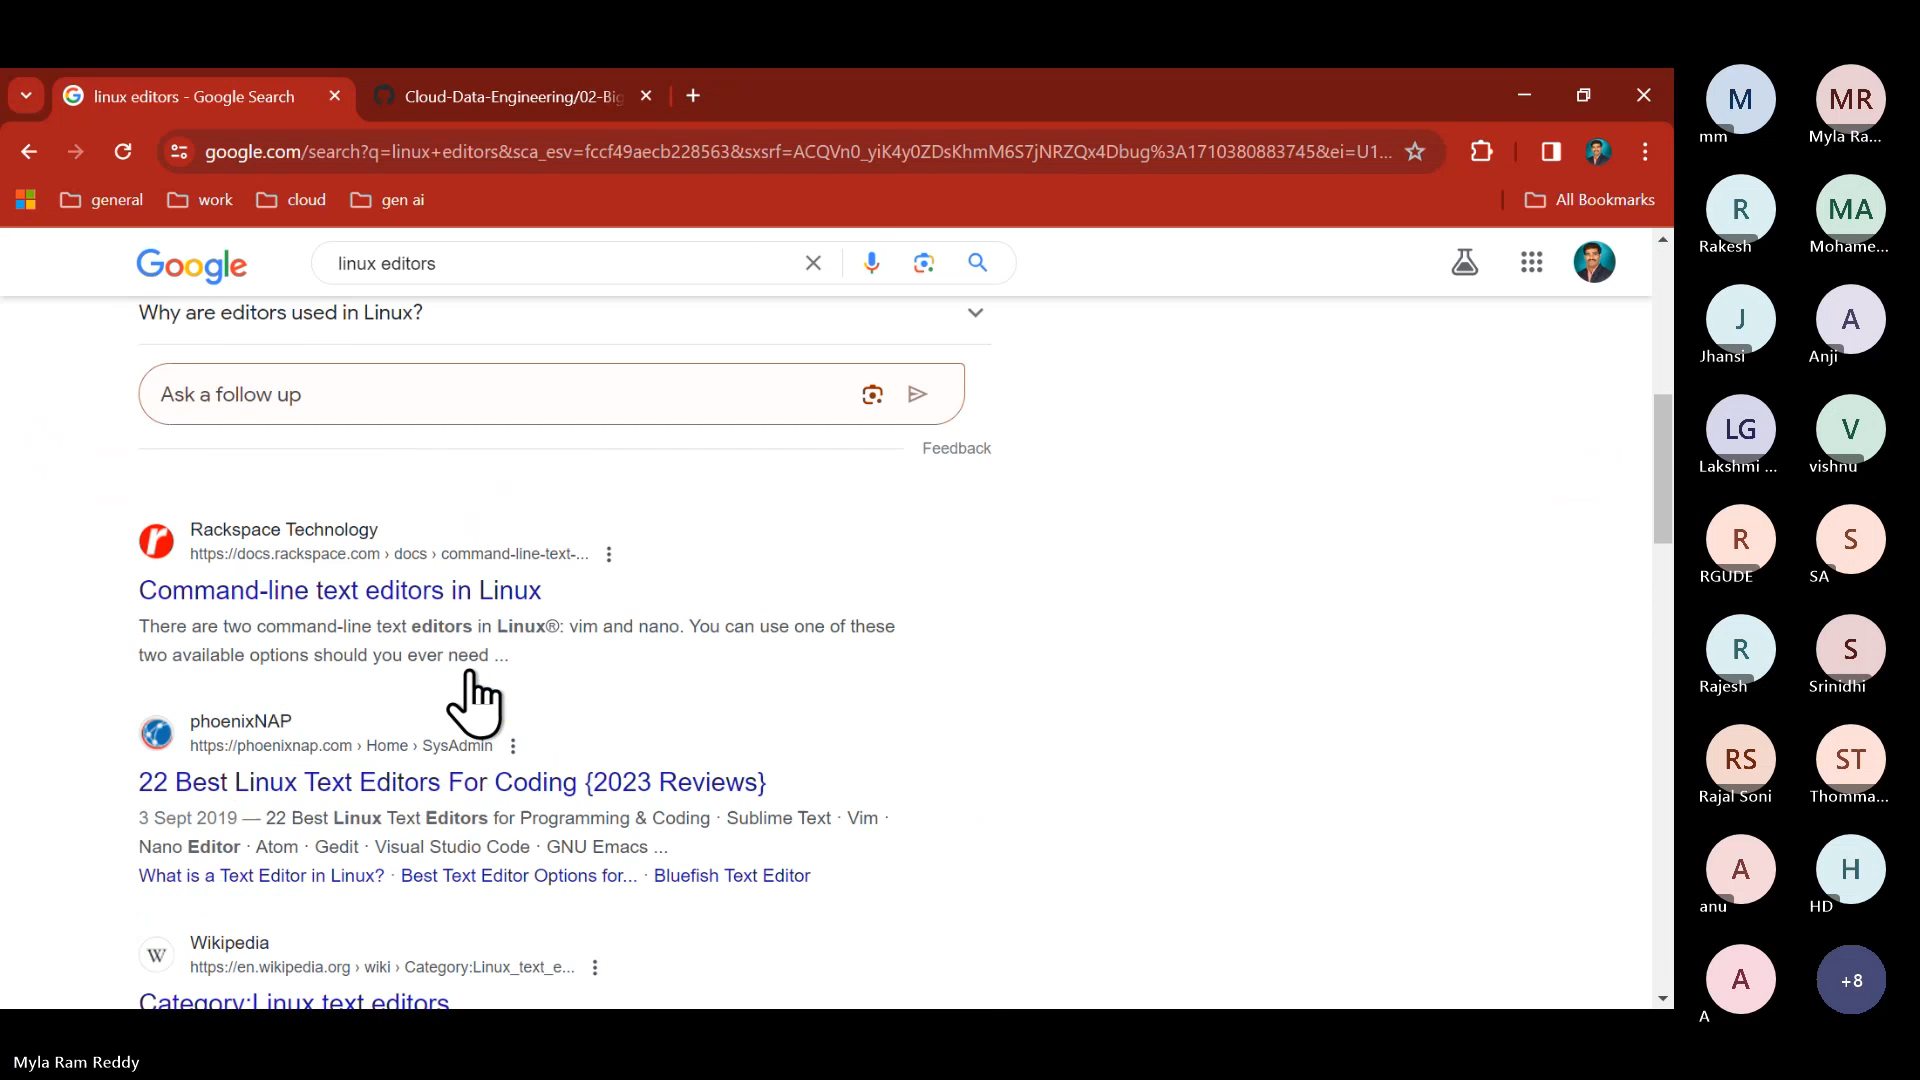 linux editors - Google Search
Cloud-Data-Engineering/02-Big
google.com/search?q=linux+editors&sca_esv=fccf49aecb228563&sxsrf=ACQVn0_yiK4y0ZDsKhmM6S7jNRZQx4Dbug%3A1710380883745&ei=U1...
general
work
cloud
gen ai
All Bookmarks
Google
linux editors
Why are editors used in Linux?
Ask a follow up
Feedback
Rackspace Technology
https://docs.rackspace.com › docs › command-line-text-...
Command-line text editors in Linux
There are two command-line text editors in Linux®: vim and nano. You can use one of these
two available options should you ever need ...
phoenixNAP
https://phoenixnap.com › Home › SysAdmin
22 Best Linux Text Editors For Coding {2023 Reviews}
3 Sept 2019 — 22 Best Linux Text Editors for Programming & Coding · Sublime Text · Vim ·
Nano Editor · Atom · Gedit · Visual Studio Code · GNU Emacs ...
What is a Text Editor in Linux? · Best Text Editor Options for... · Bluefish Text Editor
W
Wikipedia
https://en.wikipedia.org › wiki › Category:Linux_text_e...
Category:Linux text editors
M
mm
MR
Myla Ra...
R
Rakesh
MA
Mohame...
J
Jhansi
A
Anji
LG
Lakshmi ...
V
vishnu
R
RGUDE
S
SA
R
Rajesh
S
Srinidhi
RS
Rajal Soni
ST
Thomma...
A
anu
H
HD
A
A
+8
Myla Ram Reddy